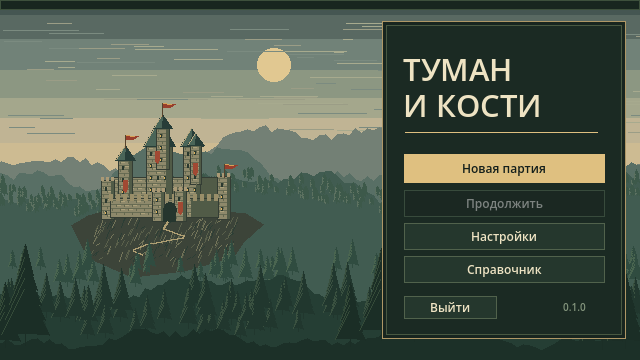 ТУМАН
И КОСТИ
Новая партия
Продолжить
Настройки
Справочник
Выйти
0.1.0